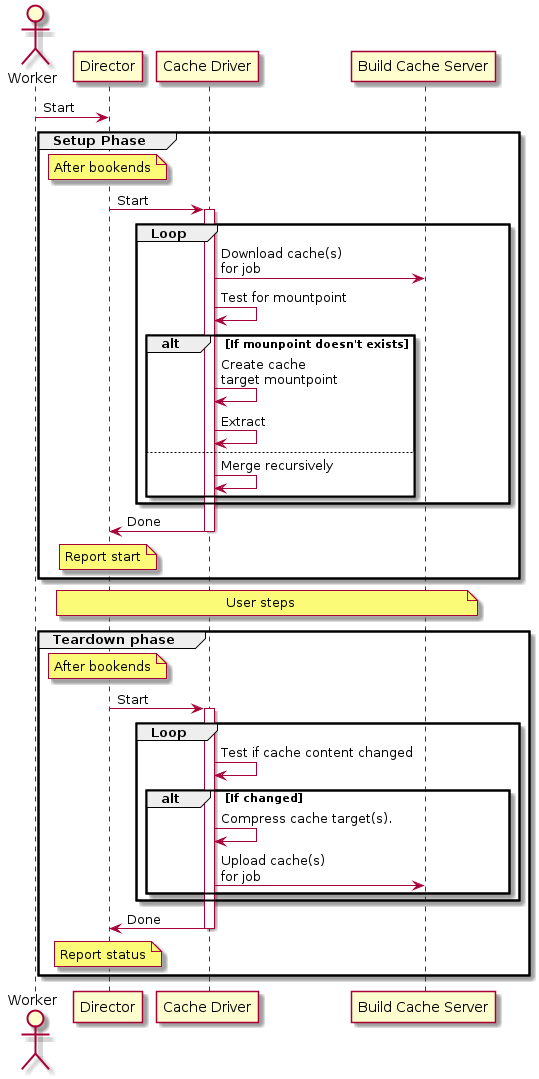 Worker
Director
Cache Driver
Build Cache Server
Start
Setup Phase
After bookends
Start
Loop
Download cache(s)
for job
Test for mountpoint
alt
[If mounpoint doesn't exists]
Create cache
target mountpoint
Extract
Merge recursively
Done
Report start
User steps
Teardown phase
After bookends
Start
Loop
Test if cache content changed
alt
[If changed]
Compress cache target(s).
Upload cache(s)
for job
Done
Report status
Worker
Director
Cache Driver
Build Cache Server